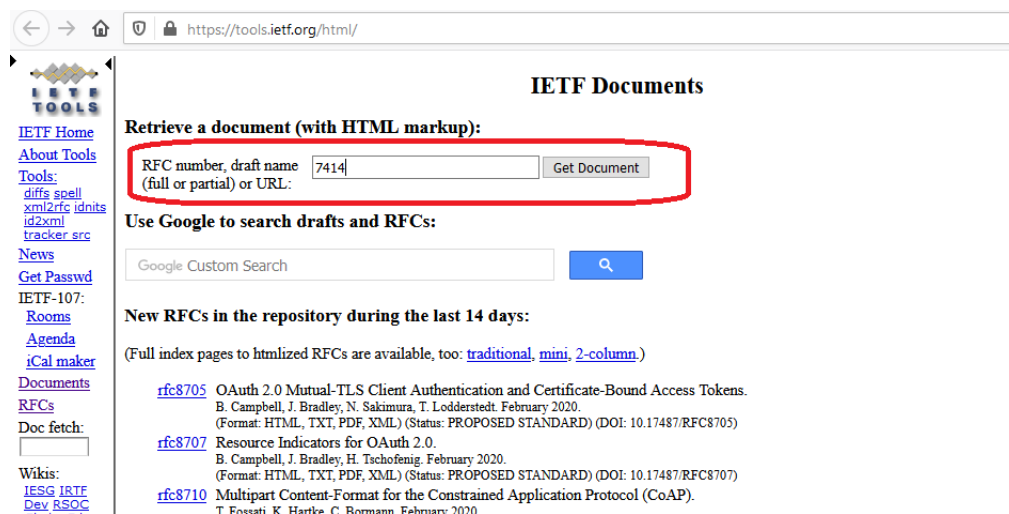 https://tools.ietf.org/html/
I E T F
TOOLS
IETF Home
About Tools
Tools:
diffs spell
xml2rfc idnits
id2xml
tracker src
News
Get Passwd
IETF-107:
Rooms
Agenda
iCal maker
Documents
RFCs
Doc fetch:
Wikis:
IESG IRTF
Dev RSOC
IETF Documents
Retrieve a document (with HTML markup):
RFC number, draft name
(full or partial) or URL:
7414
Get Document
Use Google to search drafts and RFCs:
Google Custom Search
New RFCs in the repository during the last 14 days:
(Full index pages to htmlized RFCs are available, too: traditional, mini, 2-column.)
rfc8705 OAuth 2.0 Mutual-TLS Client Authentication and Certificate-Bound Access Tokens.
B. Campbell, J. Bradley, N. Sakimura, T. Lodderstedt. February 2020.
(Format: HTML, TXT, PDF, XML) (Status: PROPOSED STANDARD) (DOI: 10.17487/RFC8705)
rfc8707 Resource Indicators for OAuth 2.0.
B. Campbell, J. Bradley, H. Tschofenig. February 2020.
(Format: HTML, TXT, PDF, XML) (Status: PROPOSED STANDARD) (DOI: 10.17487/RFC8707)
rfc8710 Multipart Content-Format for the Constrained Application Protocol (CoAP).
T. Fossati, K. Hartke, C. Bormann. February 2020.